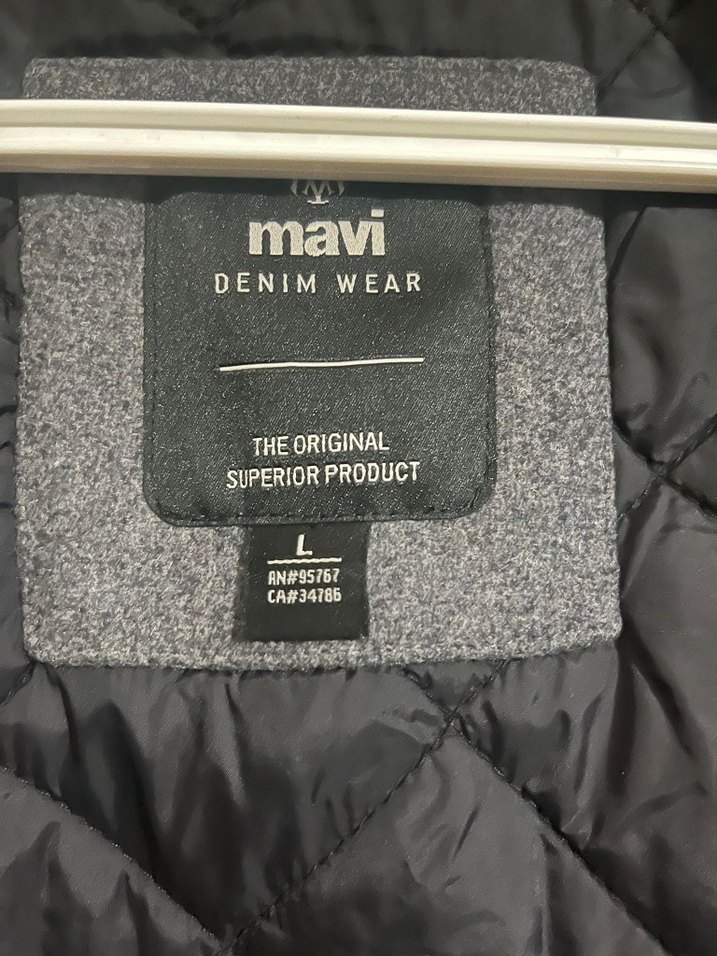 mavi
DENIM WEAR
THE ORIGINAL
SUPERIOR PRODUCT
L
RN#95767
CA#34786